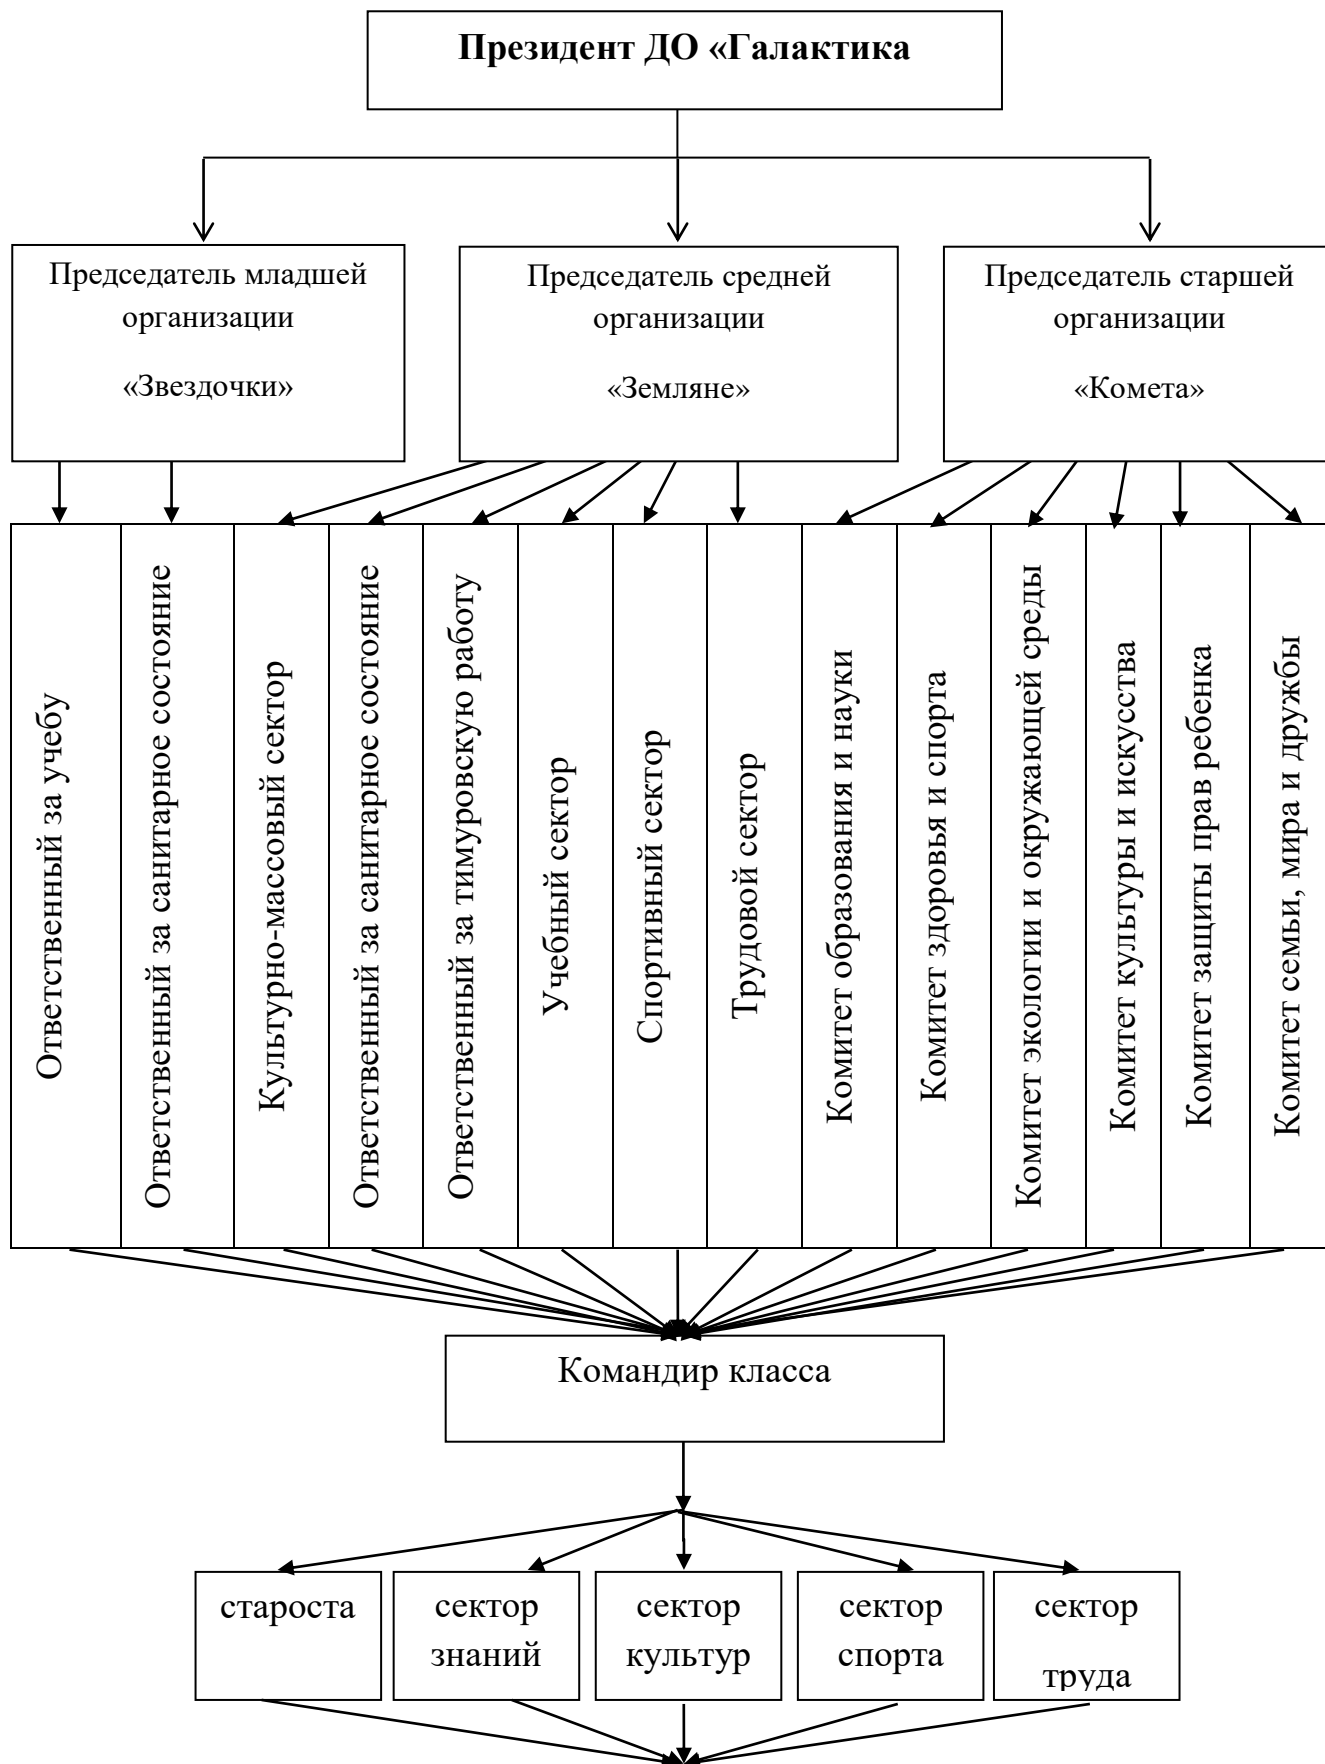 Президент ДО «Галактика
Председатель младшей
организации
«Звездочки»
Председатель средней
организации
«Земляне»
Председатель старшей
организации
«Комета»
Ответственный за учебу
Ответственный за санитарное состояние
Культурно-массовый сектор
Ответственный за санитарное состояние
Ответственный за тимуровскую работу
Учебный сектор
Спортивный сектор
Трудовой сектор
Комитет образования и науки
Комитет здоровья и спорта
Комитет экологии и окружающей среды
Комитет культуры и искусства
Комитет защиты прав ребенка
Комитет семьи, мира и дружбы
Командир класса
староста
сектор
знаний
сектор
культур
сектор
спорта
сектор
труда